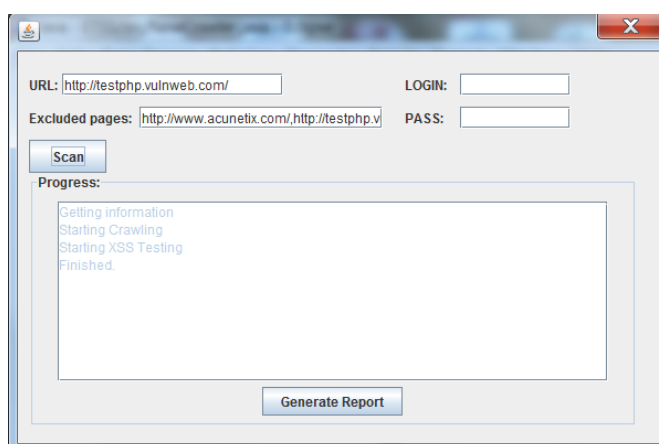 URL: http://testphp.vulnweb.com/
LOGIN:
Excluded pages: http://www.acunetix.com/,http://testphp.v
PASS:
Scan
Progress:
Getting information
Starting Crawling
Starting XSS Testing
Finished.
Generate Report